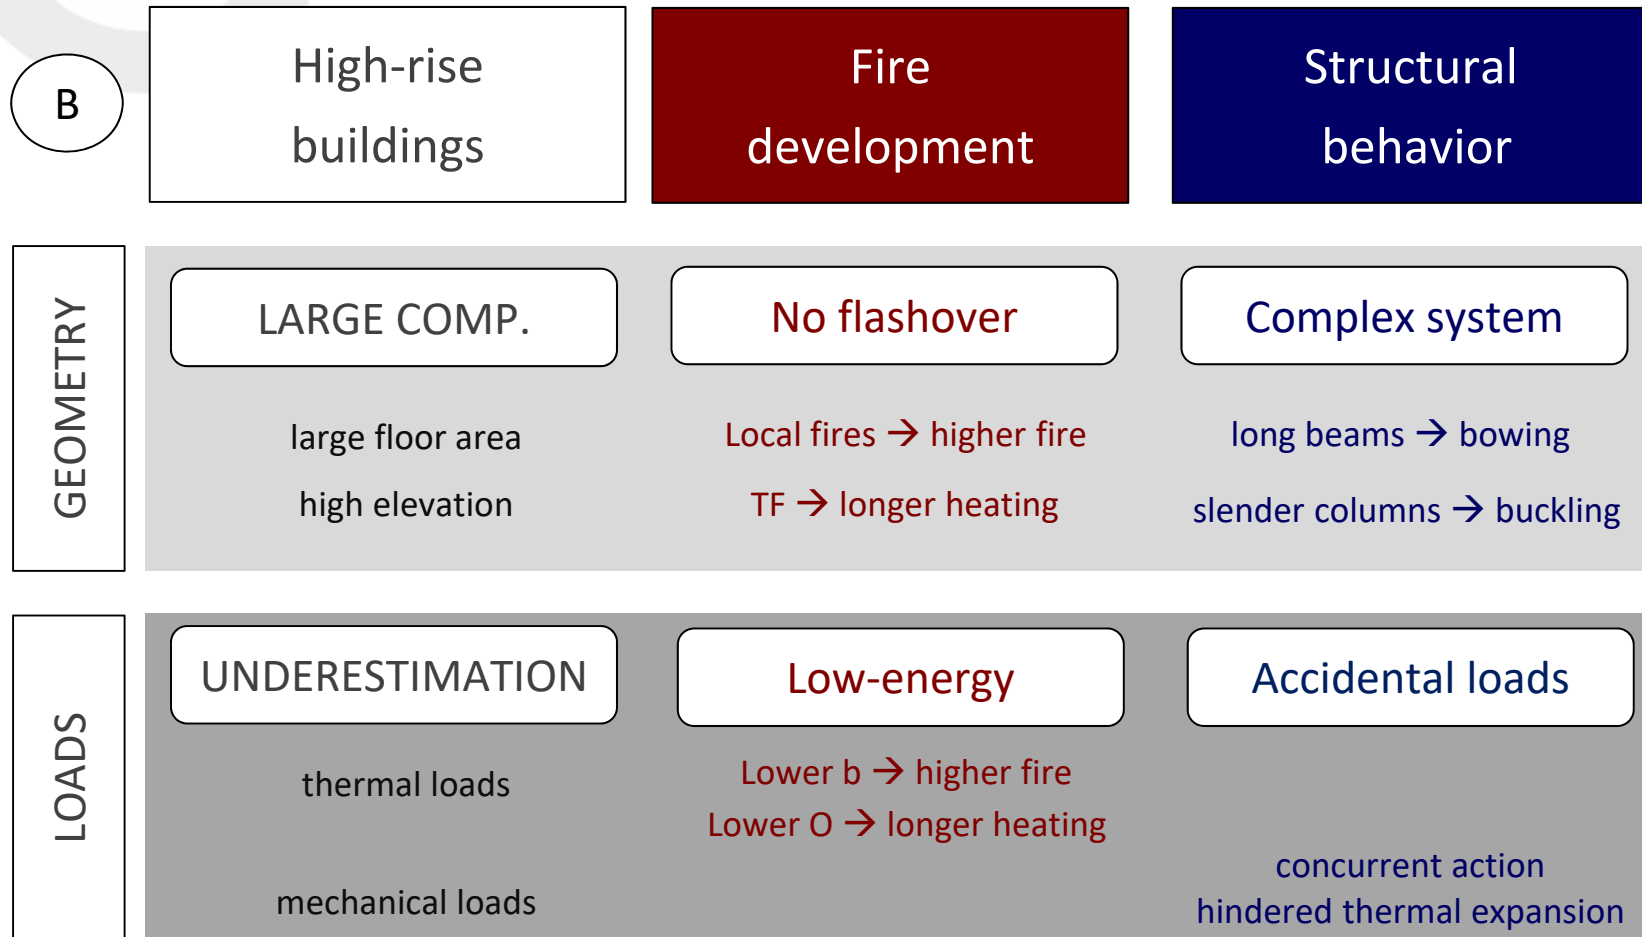 B
High-rise
buildings
Fire
development
Structural
behavior
GEOMETRY
LARGE COMP.
large floor area
high elevation
No flashover
Local fires → higher fire
TF → longer heating
Complex system
long beams → bowing
slender columns → buckling
LOADS
UNDERESTIMATION
thermal loads
mechanical loads
Low-energy
Lower b → higher fire
Lower O → longer heating
Accidental loads
concurrent action
hindered thermal expansion